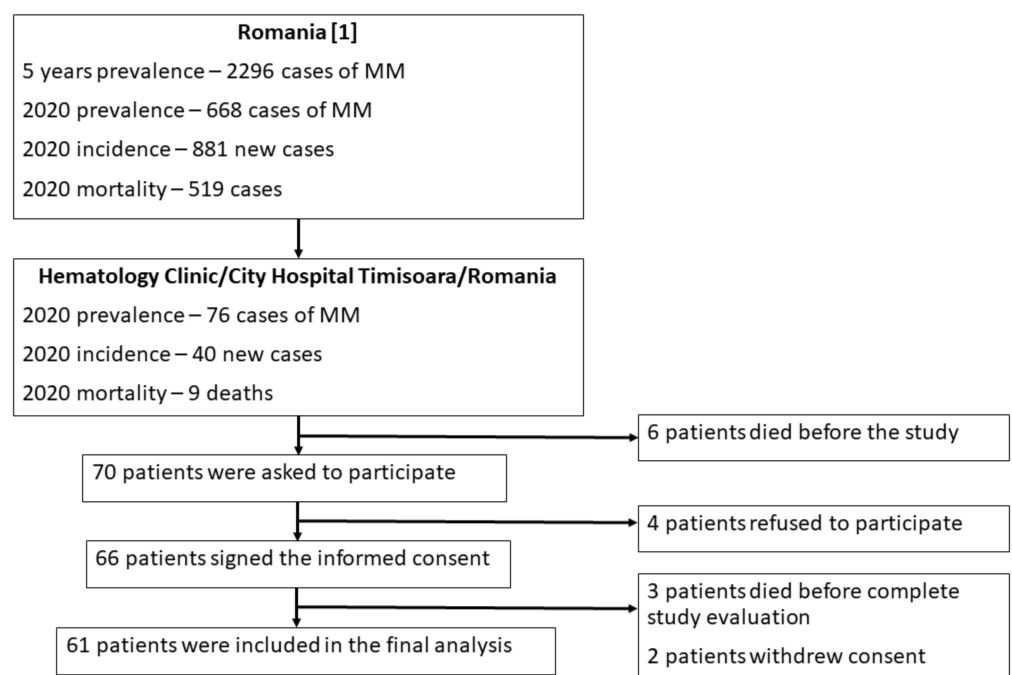 Romania [1]
5 years prevalence – 2296 cases of MM
2020 prevalence – 668 cases of MM
2020 incidence – 881 new cases
2020 mortality – 519 cases
Hematology Clinic/City Hospital Timisoara/Romania
2020 prevalence – 76 cases of MM
2020 incidence – 40 new cases
2020 mortality – 9 deaths
6 patients died before the study
70 patients were asked to participate
4 patients refused to participate
66 patients signed the informed consent
3 patients died before complete
study evaluation
2 patients withdrew consent
61 patients were included in the final analysis